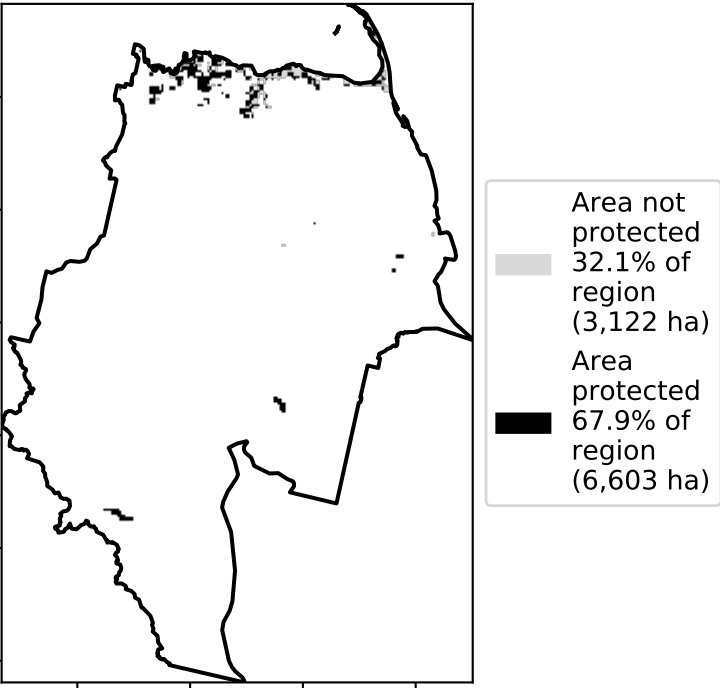 Area not
protected
32.1% of
region
(3,122 ha)
Area
protected
67.9% of
region
(6,603 ha)